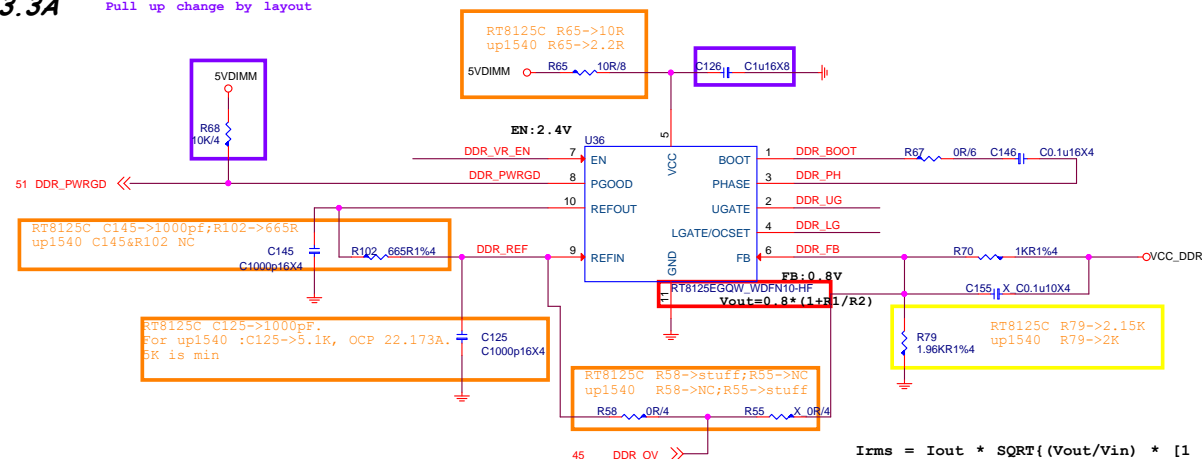 3.3A
Pull up change by layout
RT8125C R65->10R
up1540 R65->2.2R
5VDIMM
R65
10R/8
C126
C1u16X8
5VDIMM
R68
10K/4
EN:2.4V
U36
5
VCC
DDR_VR_EN
7
EN
BOOT
1
DDR_BOOT
R67
0R/6
C146
C0.1u16X4
51
DDR_PWRGD
DDR_PWRGD
8
PGOOD
PHASE
3
DDR_PH
10
REFOUT
UGATE
2
DDR_UG
LGATE/OCSET
4
DDR_LG
RT8125C C145->1000pf;R102->665R
up1540 C145&R102 NC
C145
C1000p16X4
R102
665R1%4
DDR_REF
9
REFIN
GND
11
FB
6
DDR_FB
R70
1KR1%4
VCC_DDR
FB:0.8V
RT8125EGQW_WDFN10-HF
Vout=0.8*(1+R1/R2)
C155
X_C0.1u10X4
RT8125C C125->1000pF.
For up1540 :C125->5.1K, OCP 22.173A.
5K is min
C125
C1000p16X4
R79
1.96KR1%4
RT8125C R79->2.15K
up1540 R79->2K
RT8125C R58->stuff;R55->NC
up1540 R58->NC;R55->stuff
R58
0R/4
R55
X_0R/4
45
DDR_OV
Irms = Iout * SQRT{(Vout/Vin) * [1